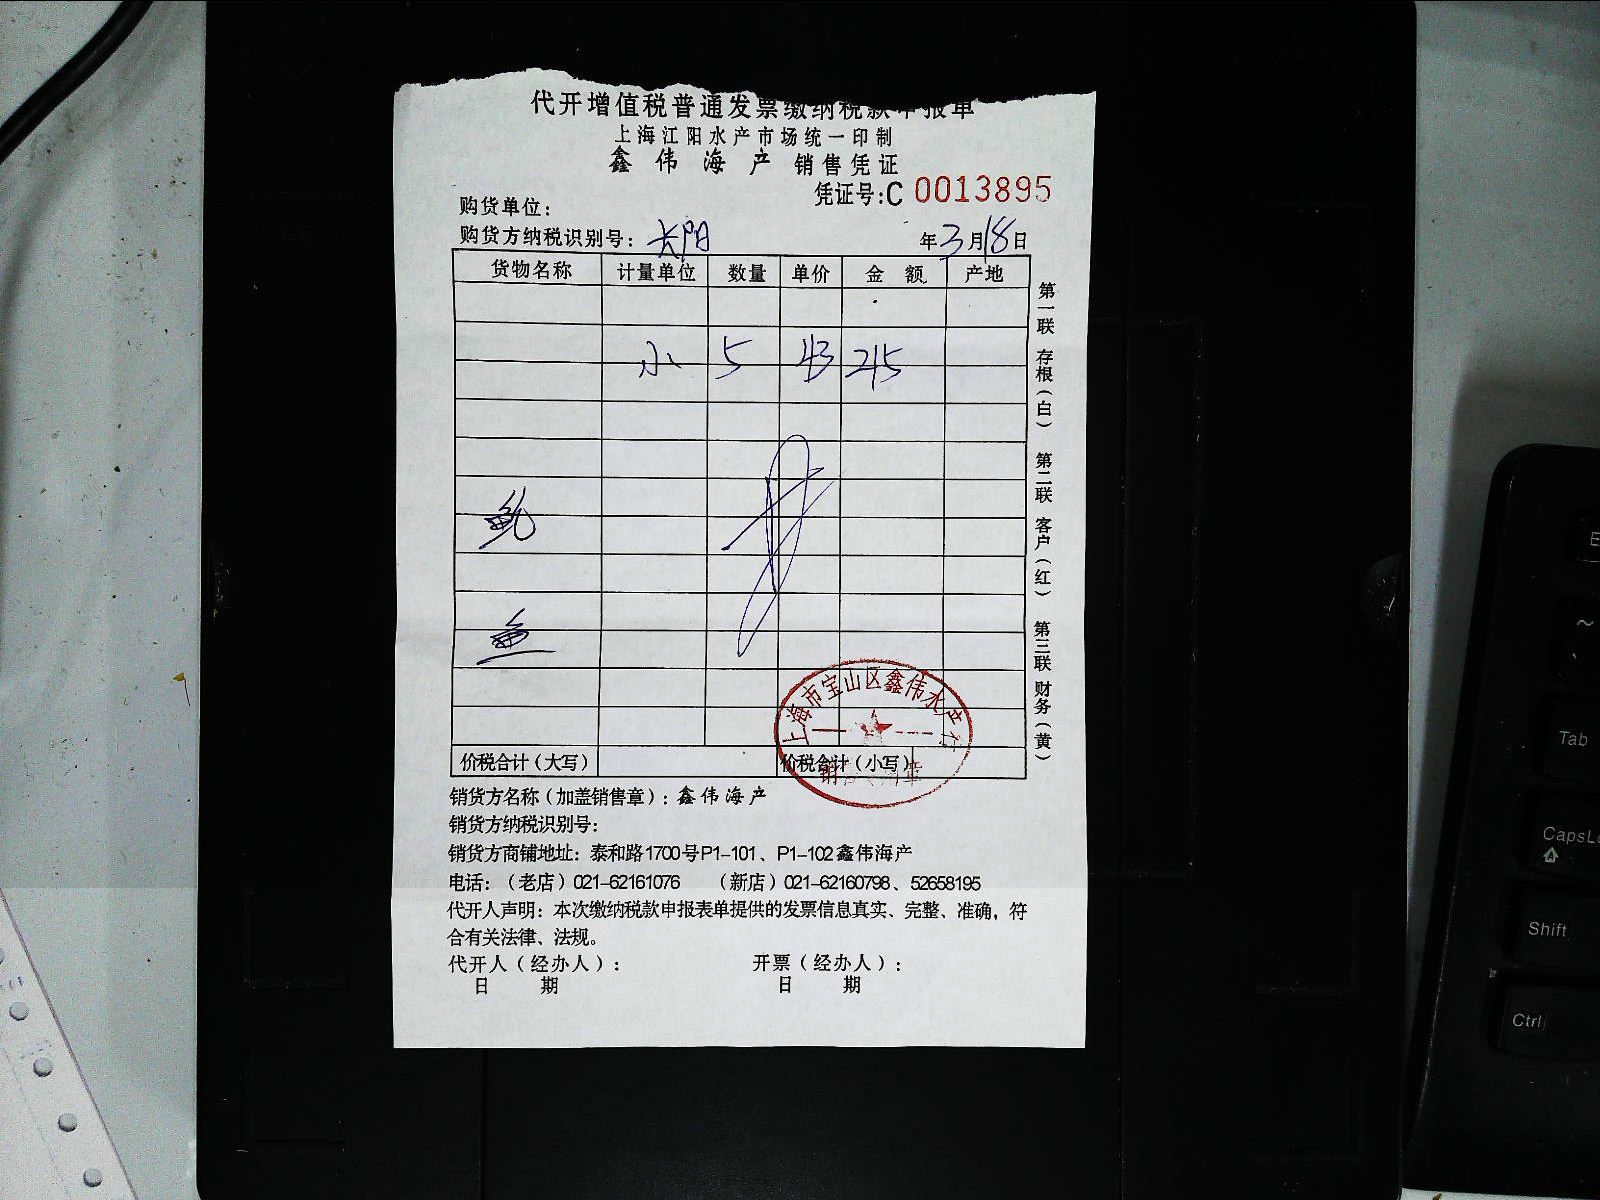 代开增值税普通发票缴纳税款申报单
上海江阳水产市场统一印制
鑫伟海产 销售凭证
凭证号:C 0013895
购货单位：
购货方纳税识别号：长阳 年3月18日
货物名称 计量单位 数量 单价 金额 产地
小 5 43 215
鲍
鱼
价税合计（大写） 价税合计（小写）
上海市宝山区鑫伟水产行
第一联 存根（白） 第二联 客户（红） 第三联 财务（黄）
销货方名称（加盖销售章）：鑫伟海产
销货方纳税识别号：
销货方商铺地址：泰和路1700号P1-101、P1-102鑫伟海产
电话：（老店）021-62161076 （新店）021-62160798、52658195
代开人声明：本次缴纳税款申报表单提供的发票信息真实、完整、准确，符
合有关法律、法规。
代开人（经办人）： 开票（经办人）：
日 期 日 期
Tab
CapsLo
Shift
Ctrl